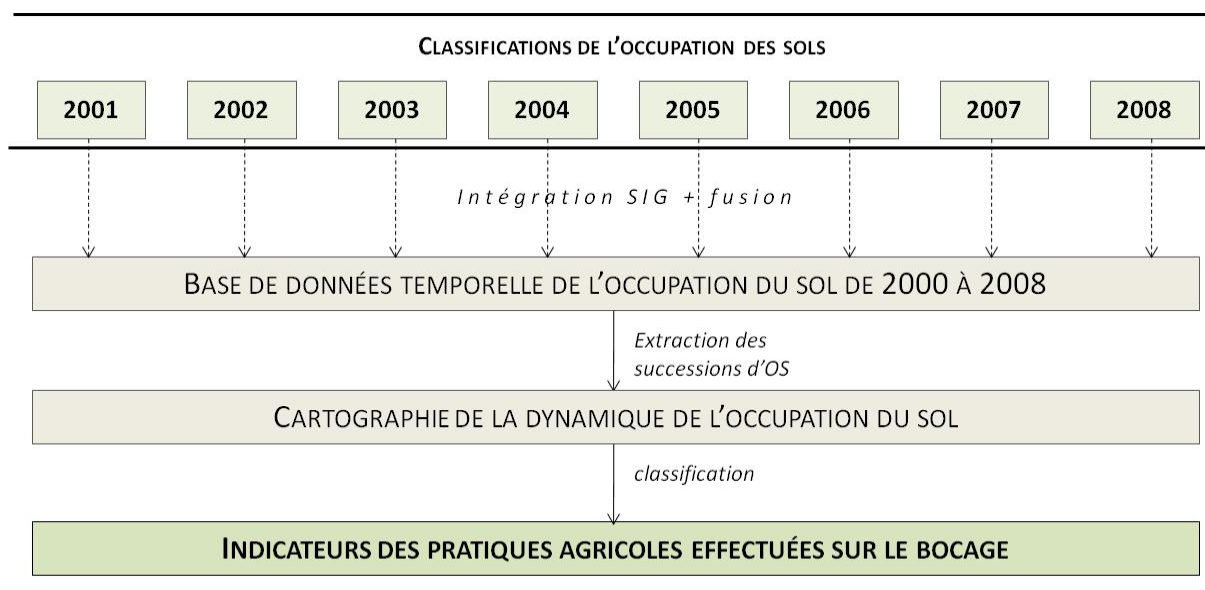 CLASSIFICATIONS DE L'OCCUPATION DES SOLS
2001 2002 2003 2004 2005 2006 2007 2008
Intégration SIG + fusion
BASE DE DONNÉES TEMPORELLE DE L'OCCUPATION DU SOL DE 2000 À 2008
Extraction des
successions d'OS
CARTOGRAPHIE DE LA DYNAMIQUE DE L'OCCUPATION DU SOL
classification
INDICATEURS DES PRATIQUES AGRICOLES EFFECTUÉES SUR LE BOCAGE